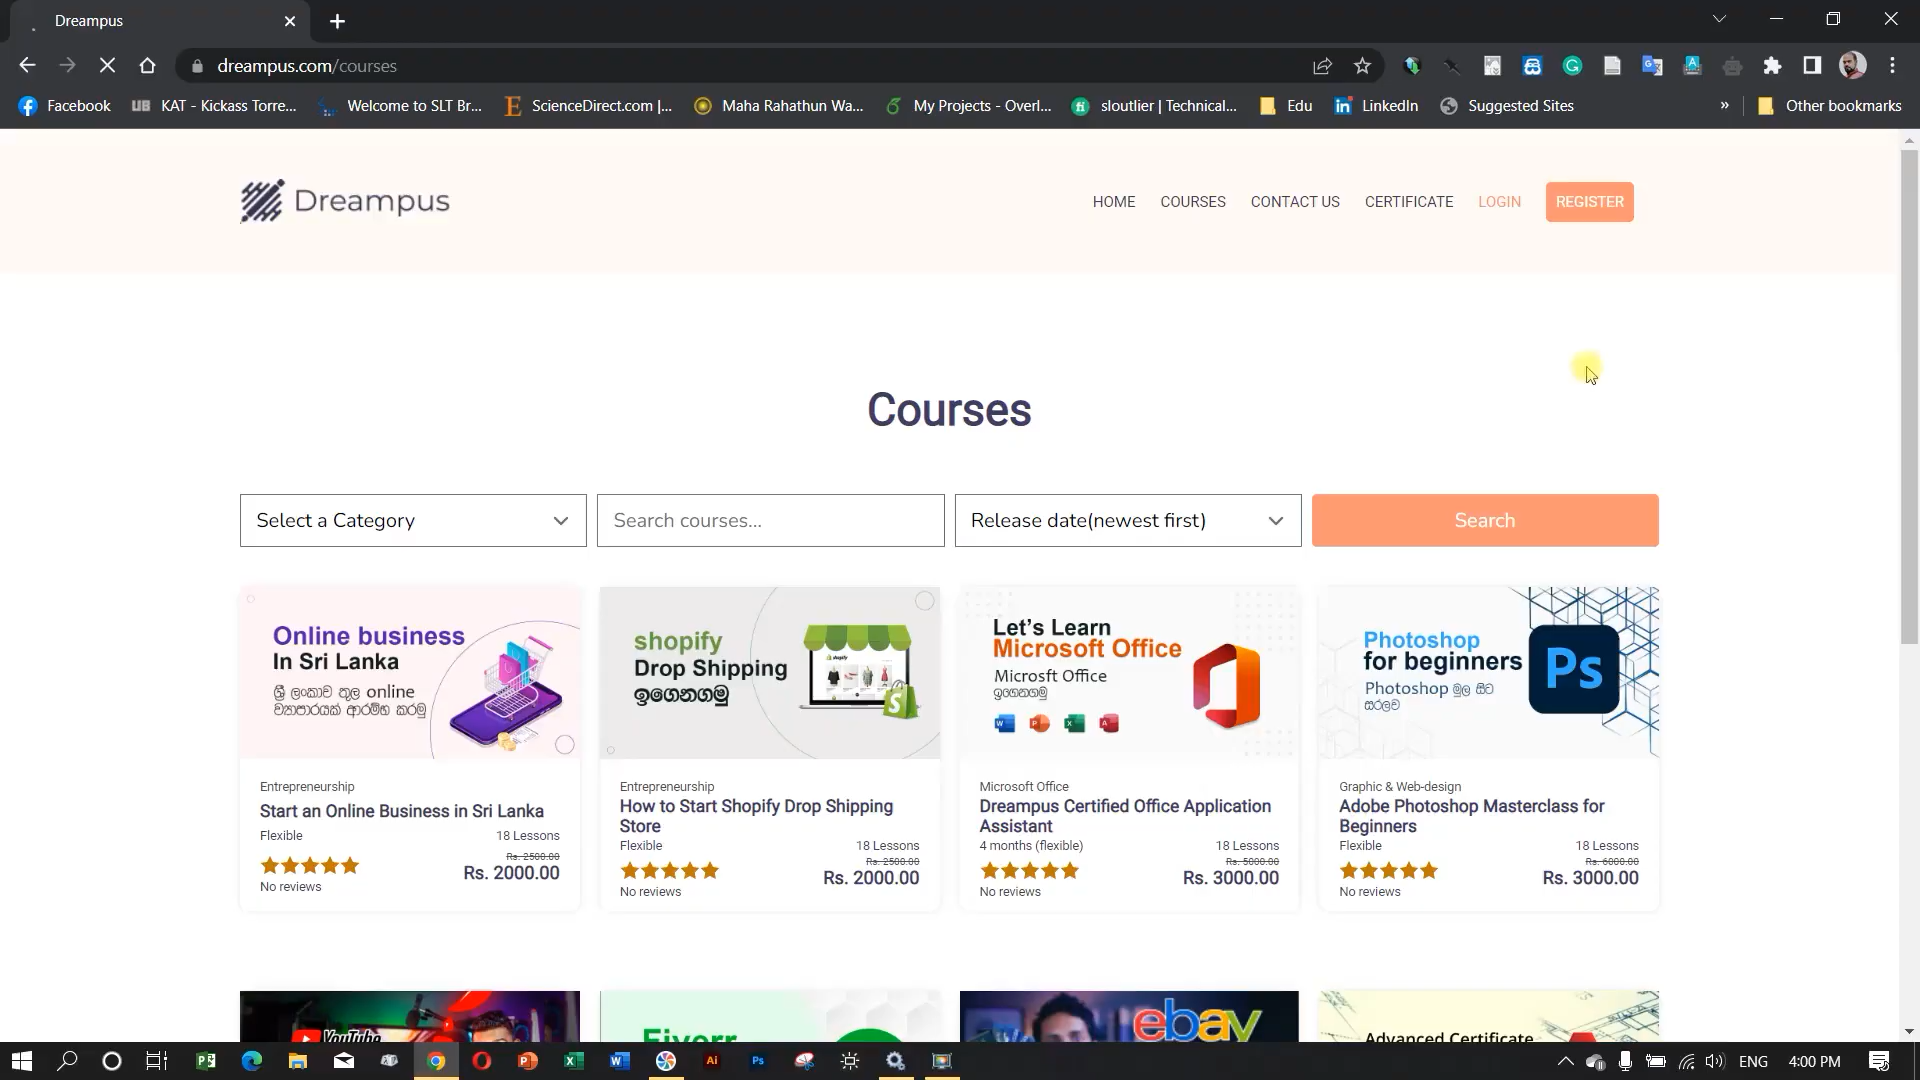 Dreampus
dreampus.com/courses
Facebook
KAT - Kickass Torre...
Welcome to SLT Br...
ScienceDirect.com |...
Maha Rahathun Wa...
My Projects - Overl...
sloutlier | Technical...
Edu
LinkedIn
Suggested Sites
»
Other bookmarks
Dreampus
HOME
COURSES
CONTACT US
CERTIFICATE
LOGIN
REGISTER
Courses
Select a Category
Search courses...
Release date(newest first)
Search
Online business
In Sri Lanka
ශ්‍රී ලංකාව තුල online
ව්‍යාපාරයක් ආරම්භ කරමු
shopify
Drop Shipping
ඉගෙනගමු
Let's Learn
Microsoft Office
Microsft Office
ඉගෙනගමු
Photoshop
for beginners
Photoshop මුල සිට
සරලව
Ps
Entrepreneurship
Start an Online Business in Sri Lanka
Flexible
18 Lessons
Rs. 2500.00
Rs. 2000.00
No reviews
Entrepreneurship
How to Start Shopify Drop Shipping
Store
Flexible
18 Lessons
Rs. 2500.00
Rs. 2000.00
No reviews
Microsoft Office
Dreampus Certified Office Application
Assistant
4 months (flexible)
18 Lessons
Rs. 5000.00
Rs. 3000.00
No reviews
Graphic & Web-design
Adobe Photoshop Masterclass for
Beginners
Flexible
18 Lessons
Rs. 6000.00
Rs. 3000.00
No reviews
YouTube
Fiverr
ebay
Advanced Certificate
ENG
4:00 PM